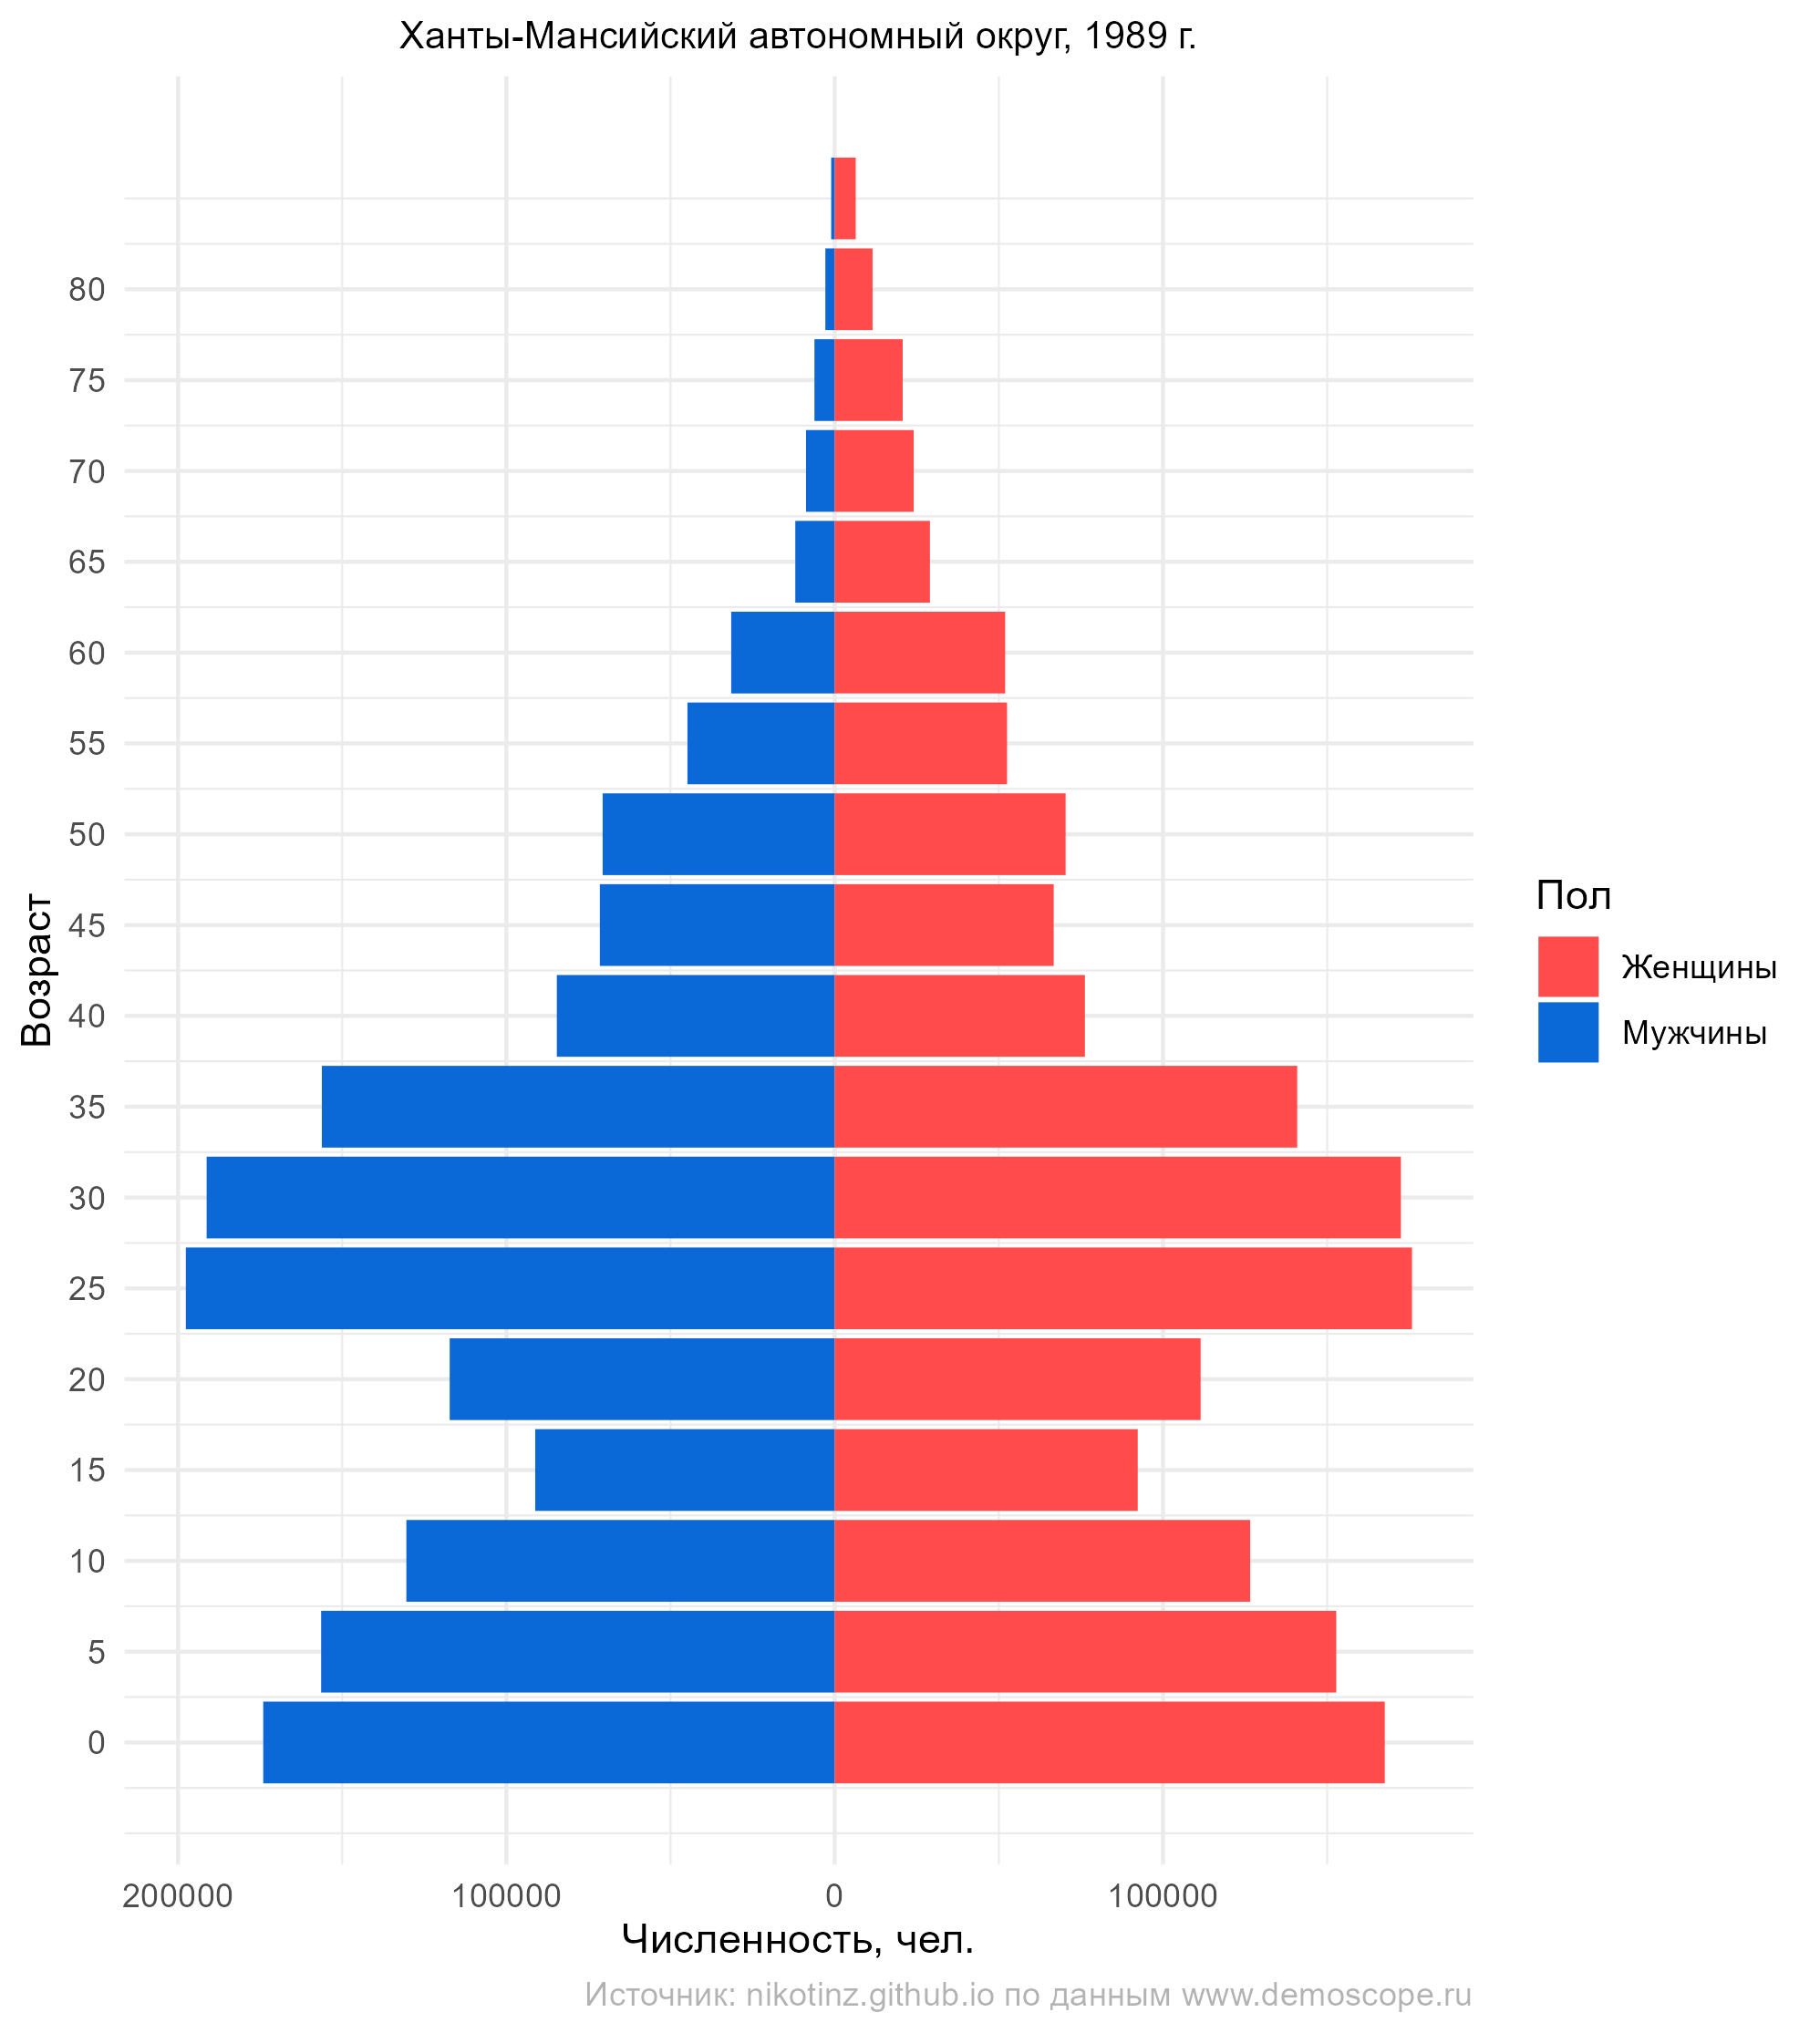 Ханты-Мансийский автономный округ, 1989 г.
80
75
70
65
60
55
50
45
40
35
30
25
20
15
10
5
0
Возраст
200000 100000 0 100000
Численность, чел.
Пол
Женщины
Мужчины
Источник: nikotinz.github.io по данным www.demoscope.ru